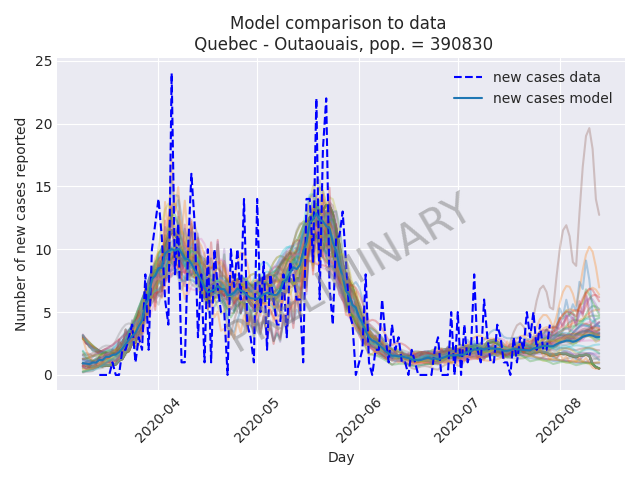 Model comparison to data
Quebec - Outaouais, pop. = 390830
new cases data
new cases model
Number of new cases reported
25
20
15
10
5
0
PRELIMINARY
2020-04
2020-05
2020-06
2020-07
2020-08
Day